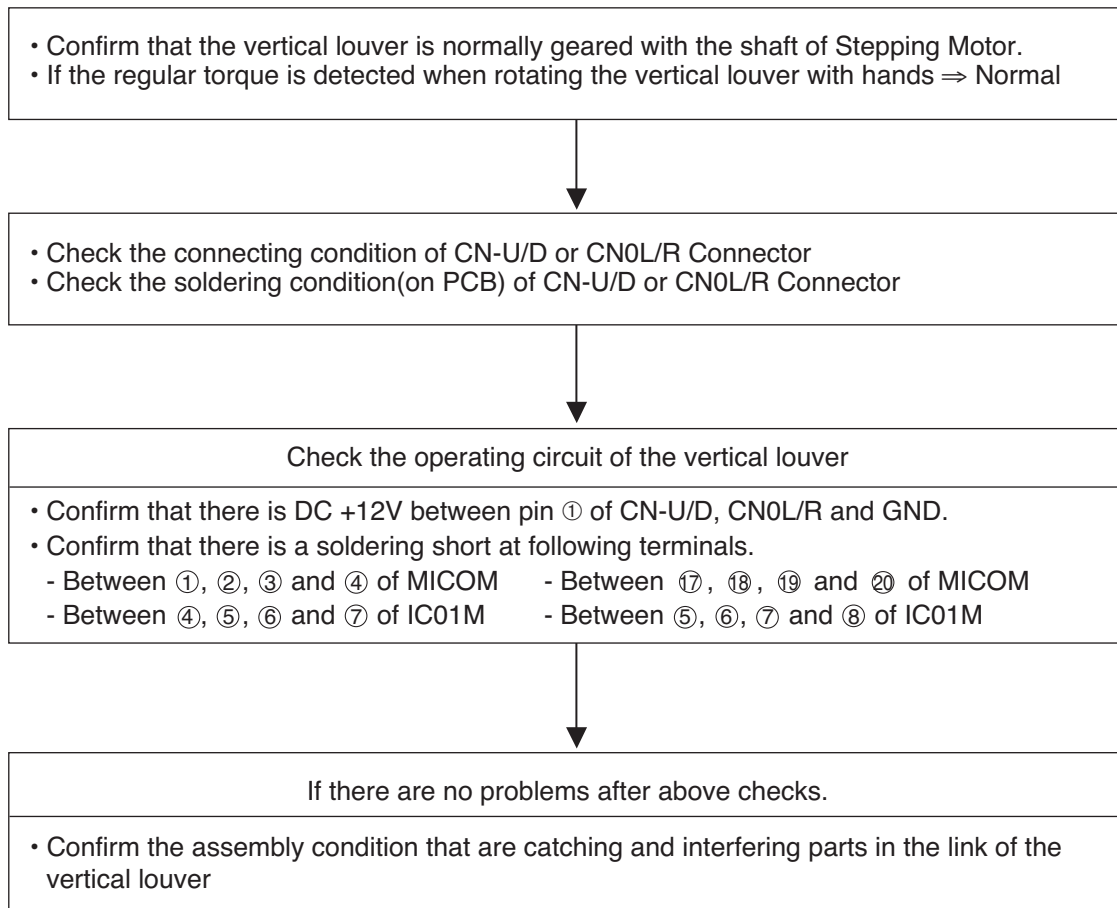 • Confirm that the vertical louver is normally geared with the shaft of Stepping Motor.
• If the regular torque is detected when rotating the vertical louver with hands ⇒ Normal
• Check the connecting condition of CN-U/D or CN0L/R Connector
• Check the soldering condition(on PCB) of CN-U/D or CN0L/R Connector
Check the operating circuit of the vertical louver
• Confirm that there is DC +12V between pin ① of CN-U/D, CN0L/R and GND.
• Confirm that there is a soldering short at following terminals.
- Between ①, ②, ③ and ④ of MICOM - Between ⑰, ⑱, ⑲ and ⑳ of MICOM
- Between ④, ⑤, ⑥ and ⑦ of IC01M - Between ⑤, ⑥, ⑦ and ⑧ of IC01M
If there are no problems after above checks.
• Confirm the assembly condition that are catching and interfering parts in the link of the
vertical louver